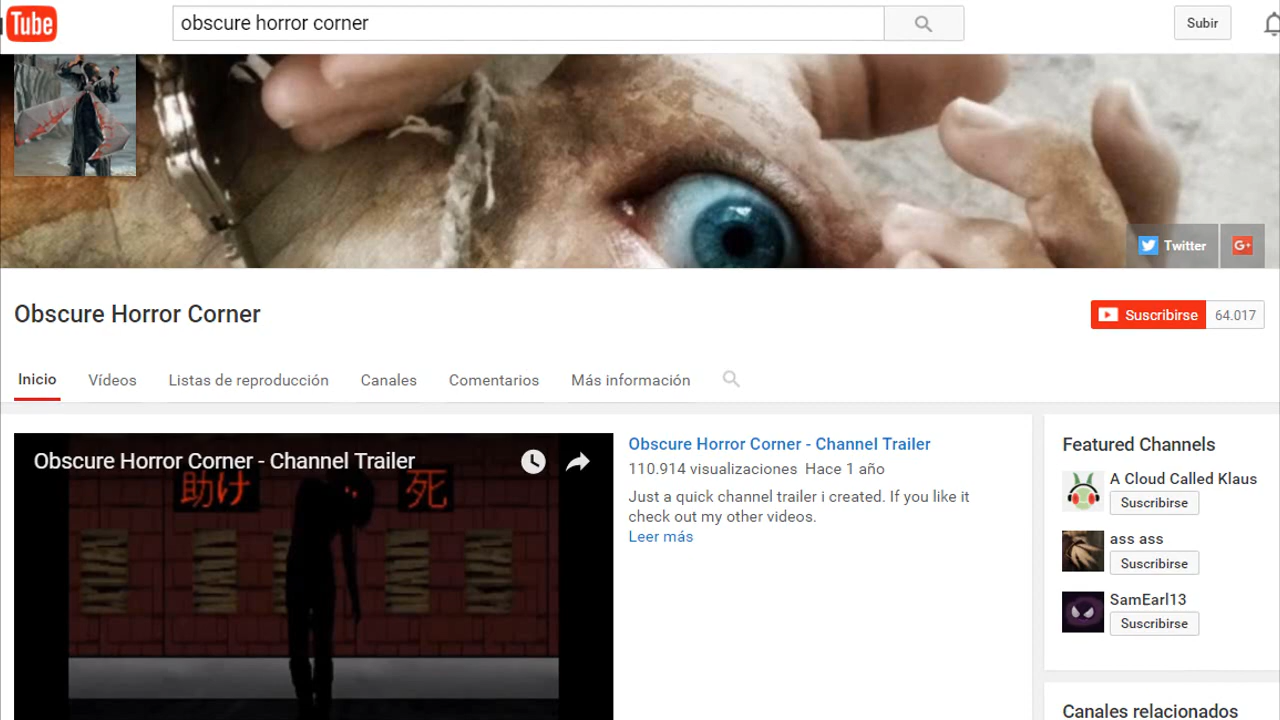 Tube
obscure horror corner
Subir
Twitter
G+
Obscure Horror Corner
Suscribirse 64.017
Inicio Vídeos Listas de reproducción Canales Comentarios Más información
Obscure Horror Corner - Channel Trailer
助け 死
Obscure Horror Corner - Channel Trailer
110.914 visualizaciones Hace 1 año
Just a quick channel trailer i created. If you like it
check out my other videos.
Leer más
Featured Channels
A Cloud Called Klaus
Suscribirse
ass ass
Suscribirse
SamEarl13
Suscribirse
Canales relacionados